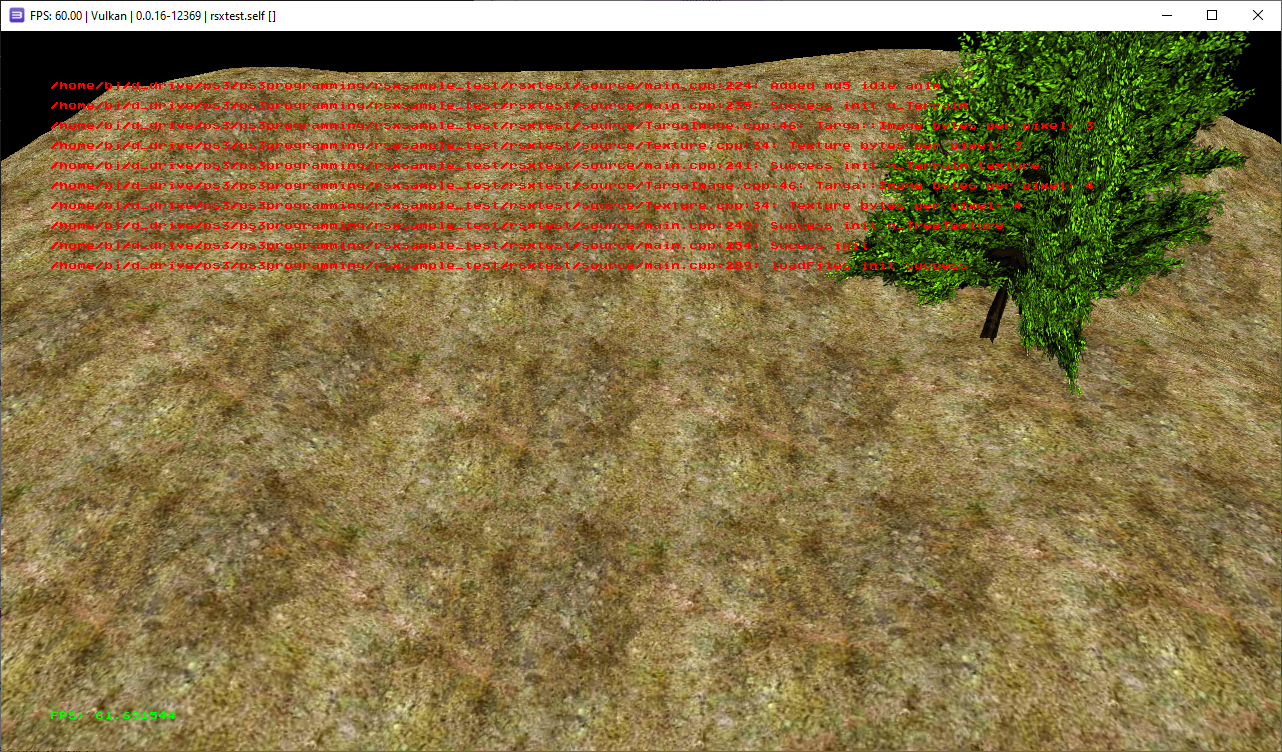 FPS: 60.00 | Vulkan | 0.0.16-12369 | rsxtest.self []
/home/bj/d_drive/ps3/ps3programming/rsxsample_test/rsxtest/source/main.cpp:224: Added md5 idle anim
/home/bj/d_drive/ps3/ps3programming/rsxsample_test/rsxtest/source/main.cpp:235: Success init m_Terrain
/home/bj/d_drive/ps3/ps3programming/rsxsample_test/rsxtest/source/TargaImage.cpp:46: Targa::Image bytes per pixel: 3
/home/bj/d_drive/ps3/ps3programming/rsxsample_test/rsxtest/source/Texture.cpp:34: Texture bytes per pixel: 3
/home/bj/d_drive/ps3/ps3programming/rsxsample_test/rsxtest/source/main.cpp:241: Success init m_Terrain texture
/home/bj/d_drive/ps3/ps3programming/rsxsample_test/rsxtest/source/TargaImage.cpp:46: Targa::Image bytes per pixel: 4
/home/bj/d_drive/ps3/ps3programming/rsxsample_test/rsxtest/source/Texture.cpp:34: Texture bytes per pixel: 4
/home/bj/d_drive/ps3/ps3programming/rsxsample_test/rsxtest/source/main.cpp:249: Success init m_TreeTexture
/home/bj/d_drive/ps3/ps3programming/rsxsample_test/rsxtest/source/main.cpp:254: Sucess init
/home/bj/d_drive/ps3/ps3programming/rsxsample_test/rsxtest/source/main.cpp:289: loadFiles init success
FPS: 61.651544